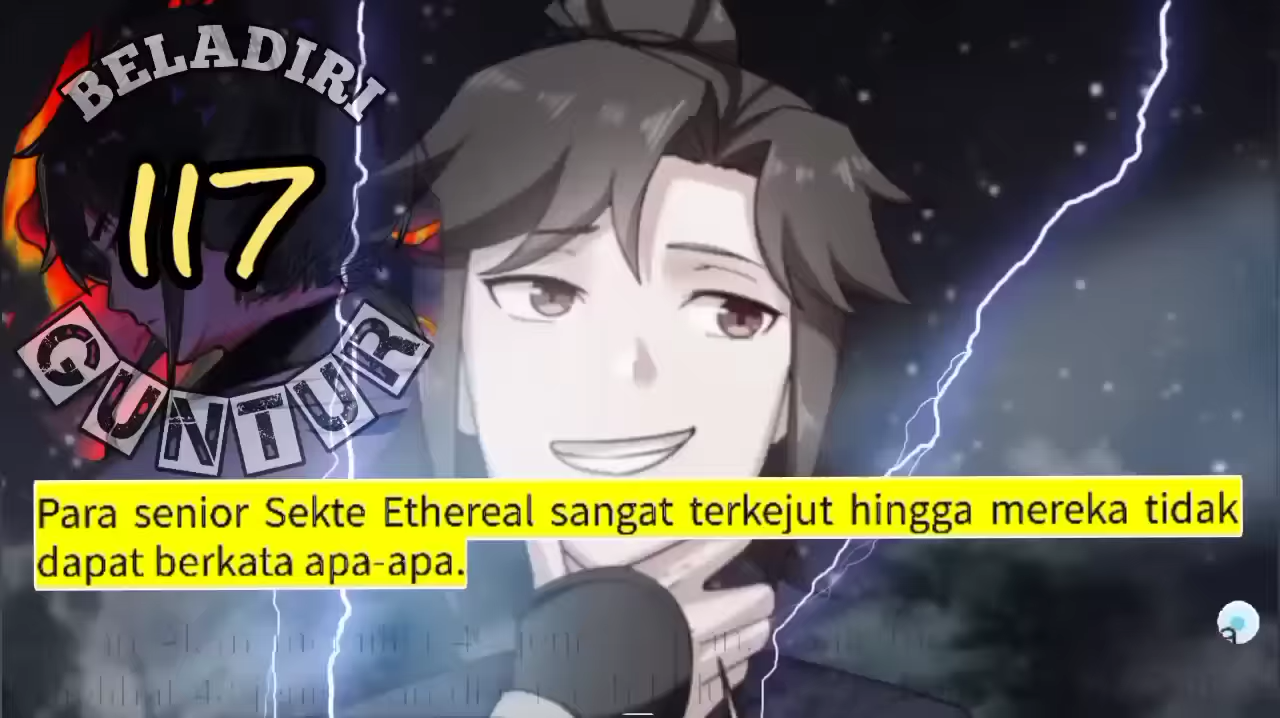 BELADIRI
117
GUNTUR
Para senior Sekte Ethereal sangat terkejut hingga mereka tidak
dapat berkata apa-apa.